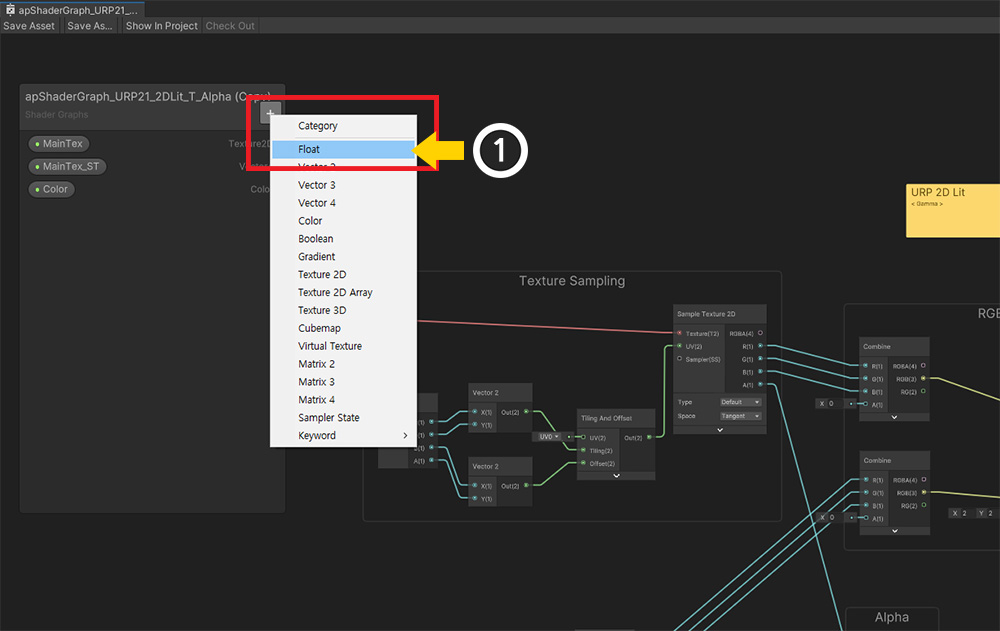 apShaderGraph_URP21_...
Save Asset
Save As...
Show In Project
Check Out
apShaderGraph_URP21_2DLit_T_Alpha (Copy)
Shader Graphs
+
MainTex
Texture2D
MainTex_ST
Color
Category
Float
Vector 2
Vector 3
Vector 4
Color
Boolean
Gradient
Texture 2D
Texture 2D Array
Texture 3D
Cubemap
Virtual Texture
Matrix 2
Matrix 3
Matrix 4
Sampler State
Keyword
1
URP 2D Lit
< Gamma >
Texture Sampling
Sample Texture 2D
Texture(T2) RGBA(4)
UV(2) R(1)
Sampler(SS) G(1)
B(1)
A(1)
Type Default
Space Tangent
A(1)
Vector 2
X(1) Out(2)
Y(1)
Vector 2
X(1) Out(2)
Y(1)
UV0
Tiling And Offset
UV(2) Out(2)
Tiling(2)
Offset(2)
RGB
Combine
R(1) RGBA(4)
G(1) RGB(3)
B(1) RG(2)
X 0
A(1)
Combine
R(1) RGBA(4)
G(1) RGB(3)
B(1) RG(2)
X 0
A(1)
X 2 Y 2
Alpha